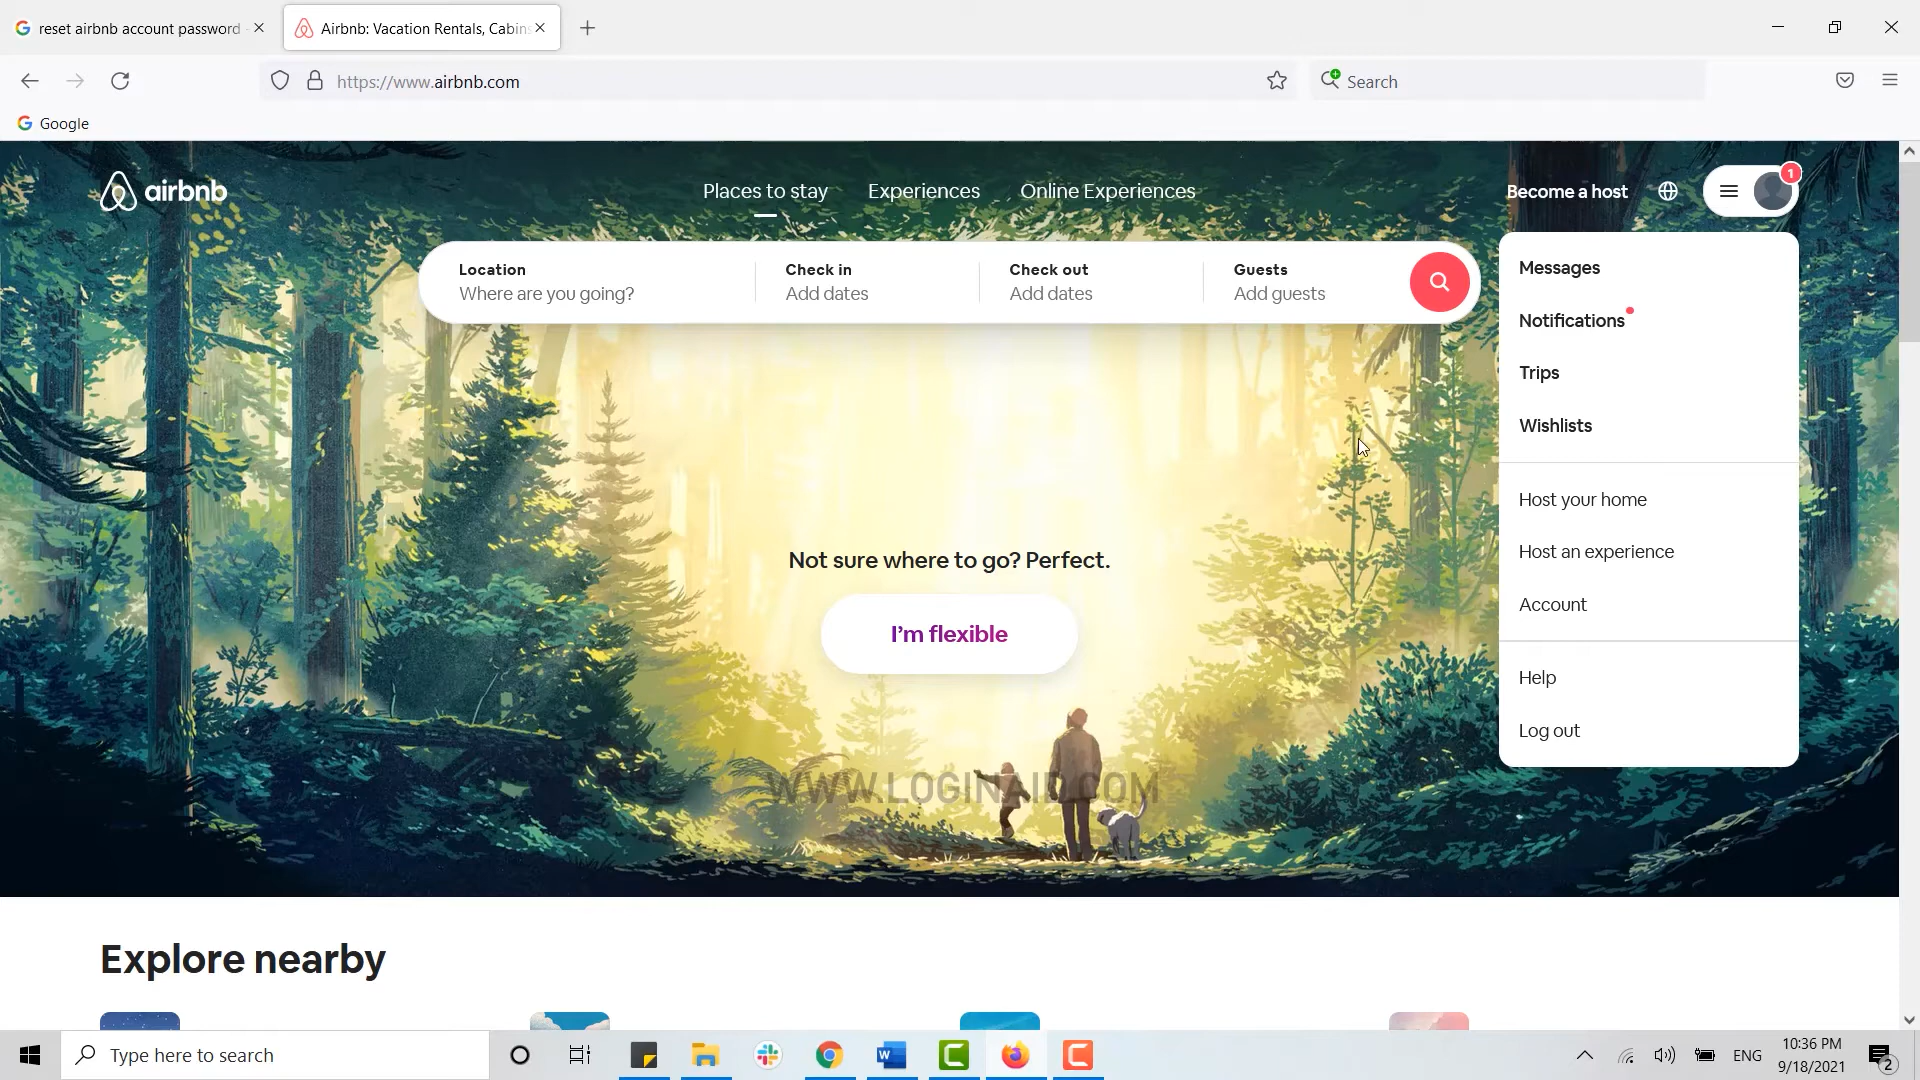 reset airbnb account password
Airbnb: Vacation Rentals, Cabins
https://www.airbnb.com
Search
Google
airbnb
Places to stay
Experiences
Online Experiences
Become a host
1
Location
Where are you going?
Check in
Add dates
Check out
Add dates
Guests
Add guests
Messages
Notifications
Trips
Wishlists
Host your home
Host an experience
Account
Help
Log out
Not sure where to go? Perfect.
I'm flexible
WWW.LOGINAID.COM
Explore nearby
Type here to search
ENG
10:36 PM
9/18/2021
2